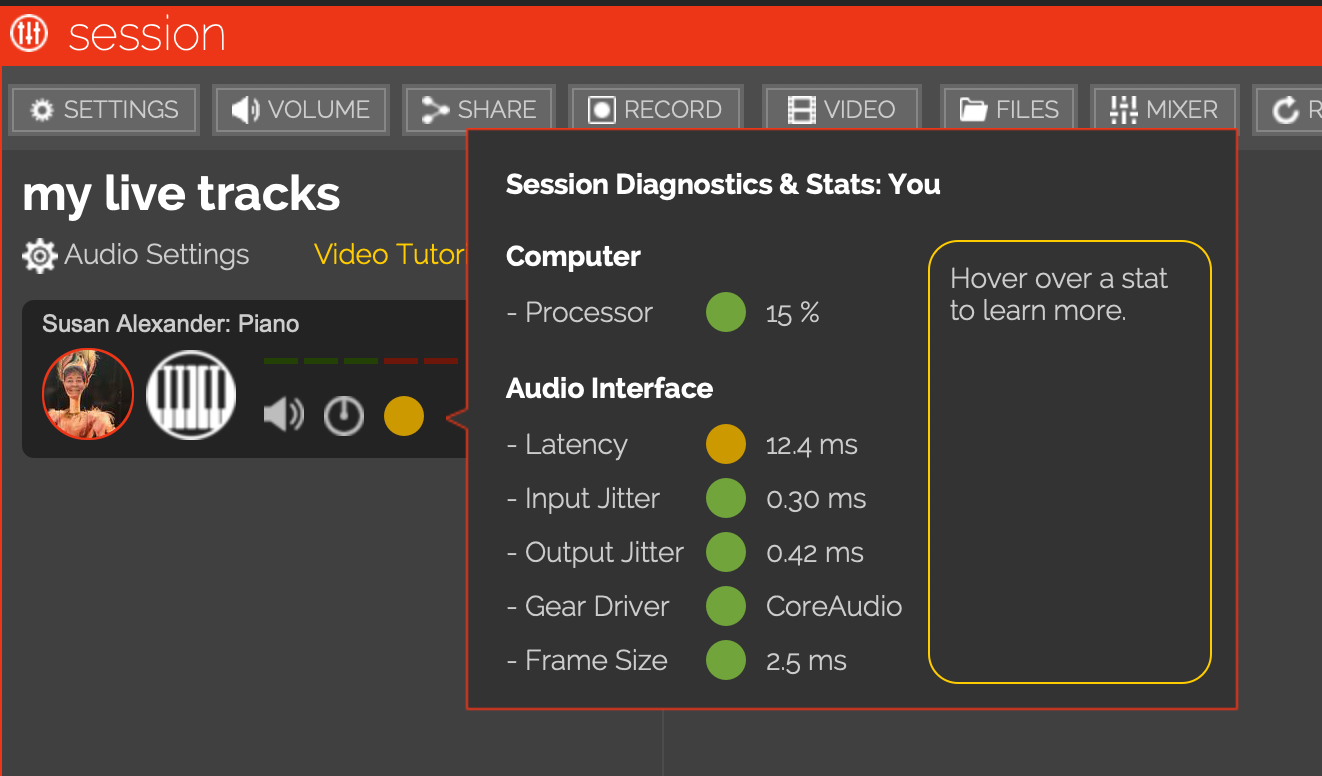 session
SETTINGS
VOLUME
SHARE
RECORD
VIDEO
FILES
MIXER
R
my live tracks
Audio Settings
Video Tutor
Susan Alexander: Piano
Session Diagnostics & Stats: You
Computer
- Processor 15 %
Audio Interface
- Latency 12.4 ms
- Input Jitter 0.30 ms
- Output Jitter 0.42 ms
- Gear Driver CoreAudio
- Frame Size 2.5 ms
Hover over a stat
to learn more.